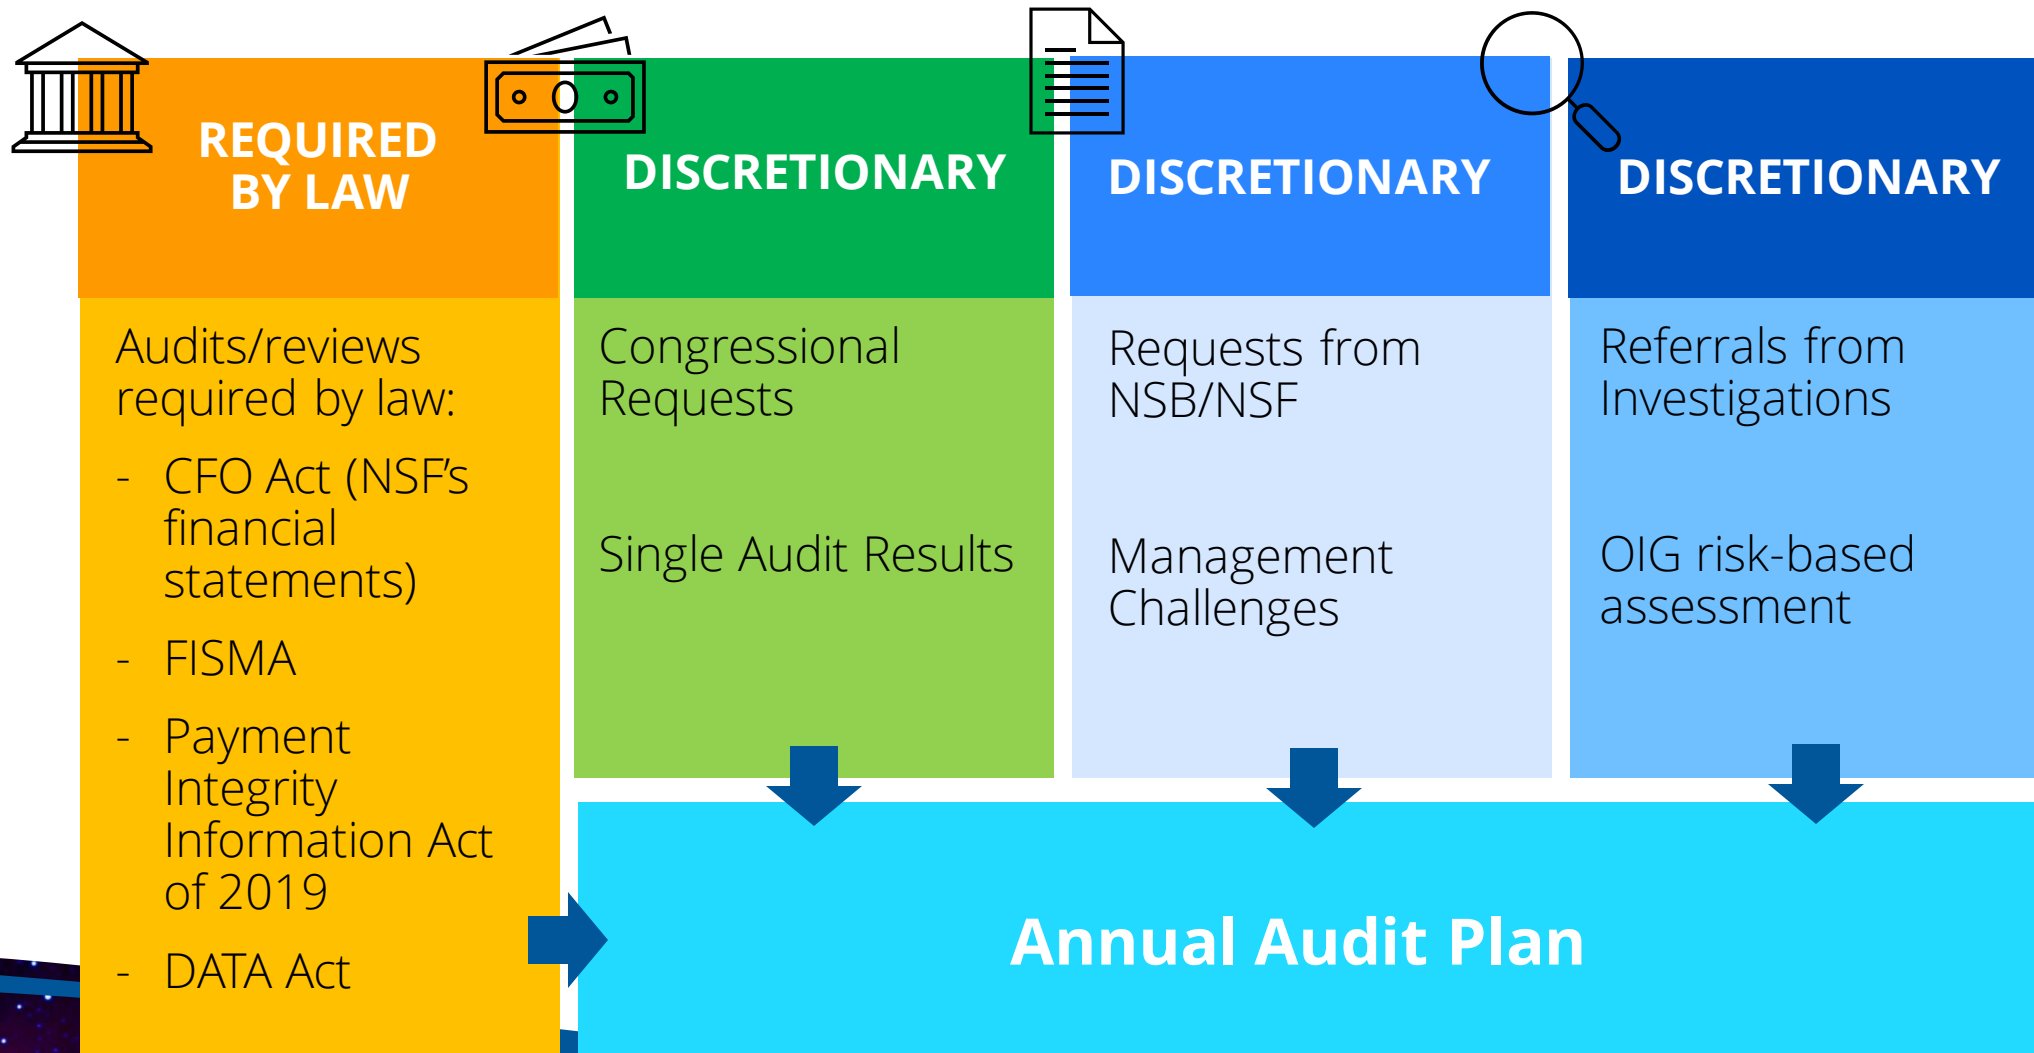 REQUIRED
BY LAW
Audits/reviews
required by law:
- CFO Act (NSF’s
financial
statements)
- FISMA
- Payment
Integrity
Information Act
of 2019
- DATA Act
DISCRETIONARY
Congressional
Requests
Single Audit Results
DISCRETIONARY
Requests from
NSB/NSF
Management
Challenges
DISCRETIONARY
Referrals from
Investigations
OIG risk-based
assessment
Annual Audit Plan